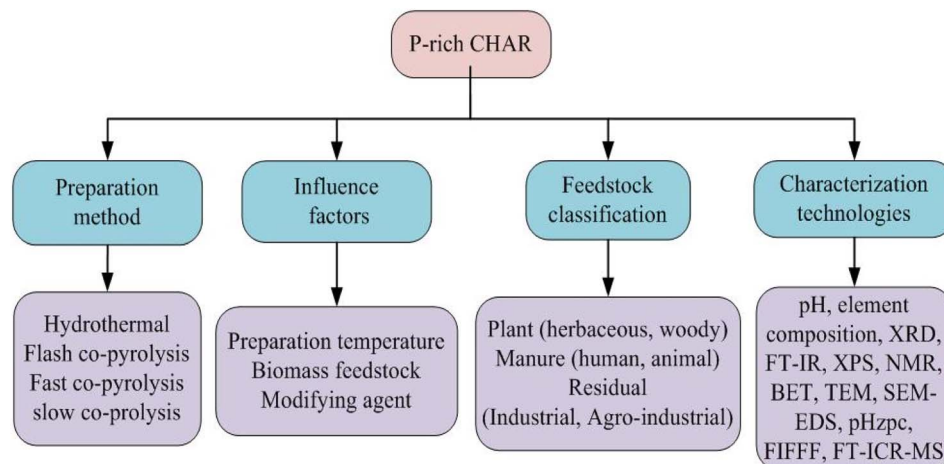 P-rich CHAR
Preparation
method
Influence
factors
Feedstock
classification
Characterization
technologies
Hydrothermal
Flash co-pyrolysis
Fast co-pyrolysis
slow co-prolysis
Preparation temperature
Biomass feedstock
Modifying agent
Plant (herbaceous, woody)
Manure (human, animal)
Residual
(Industrial, Agro-industrial)
pH, element
composition, XRD,
FT-IR, XPS, NMR,
BET, TEM, SEM-
EDS, pHzpc,
FIFFF, FT-ICR-MS